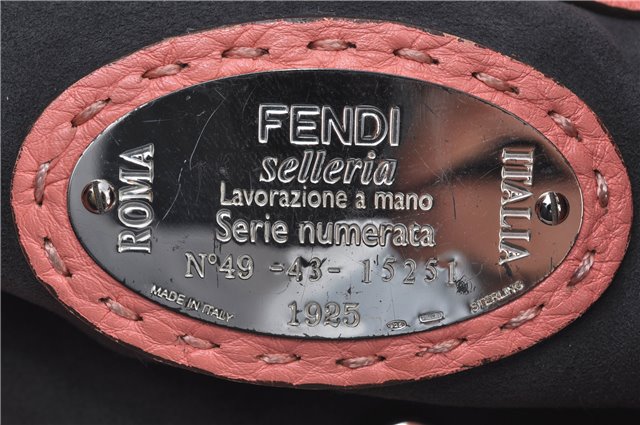 FENDI
selleria
Lavorazione a mano
Serie numerata
N°49 -43- 15251
1925
ROMA
ITALIA
MADE IN ITALY
STERLING